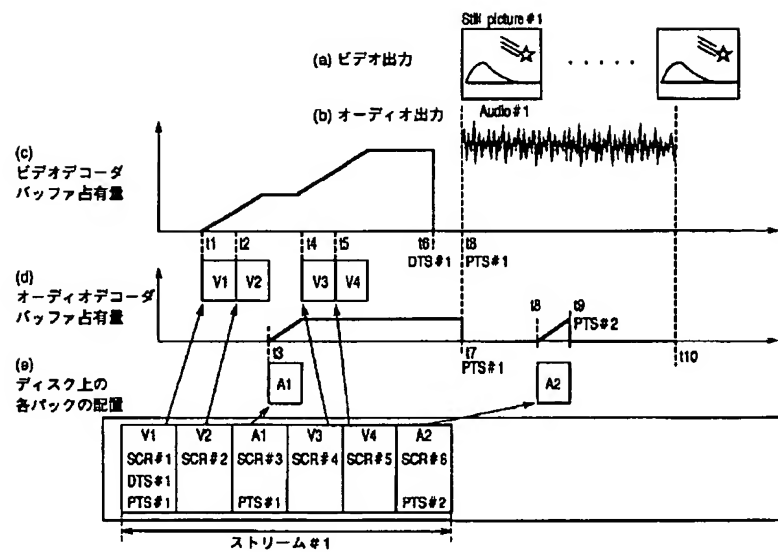 Still picture#1
(a) ビデオ出力
(b) オーディオ出力
Audio#1
(c)
ビデオデコーダ
バッファ占有量
t1 t2 t4 t5 t6 t8
DTS#1 PTS#1
(d)
オーディオデコーダ
バッファ占有量
V1 V2 V3 V4
t8 t9
PTS#2
t3 t7 t10
PTS#1
(e)
ディスク上の
各パックの配置
A1 A2
V1 V2 A1 V3 V4 A2
SCR#1 SCR#2 SCR#3 SCR#4 SCR#5 SCR#6
DTS#1
PTS#1 PTS#1 PTS#2
ストリーム#1